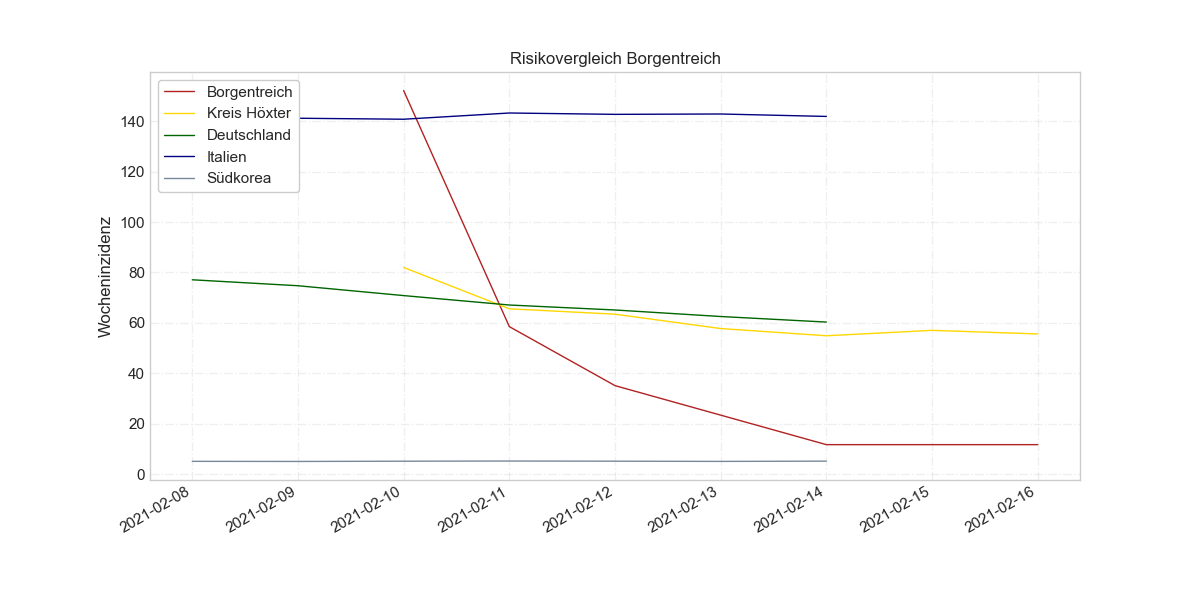 Risikovergleich Borgentreich
Borgentreich
Kreis Höxter
Deutschland
Italien
Südkorea
Wocheninzidenz
140
120
100
80
60
40
20
0
2021-02-08
2021-02-09
2021-02-10
2021-02-11
2021-02-12
2021-02-13
2021-02-14
2021-02-15
2021-02-16